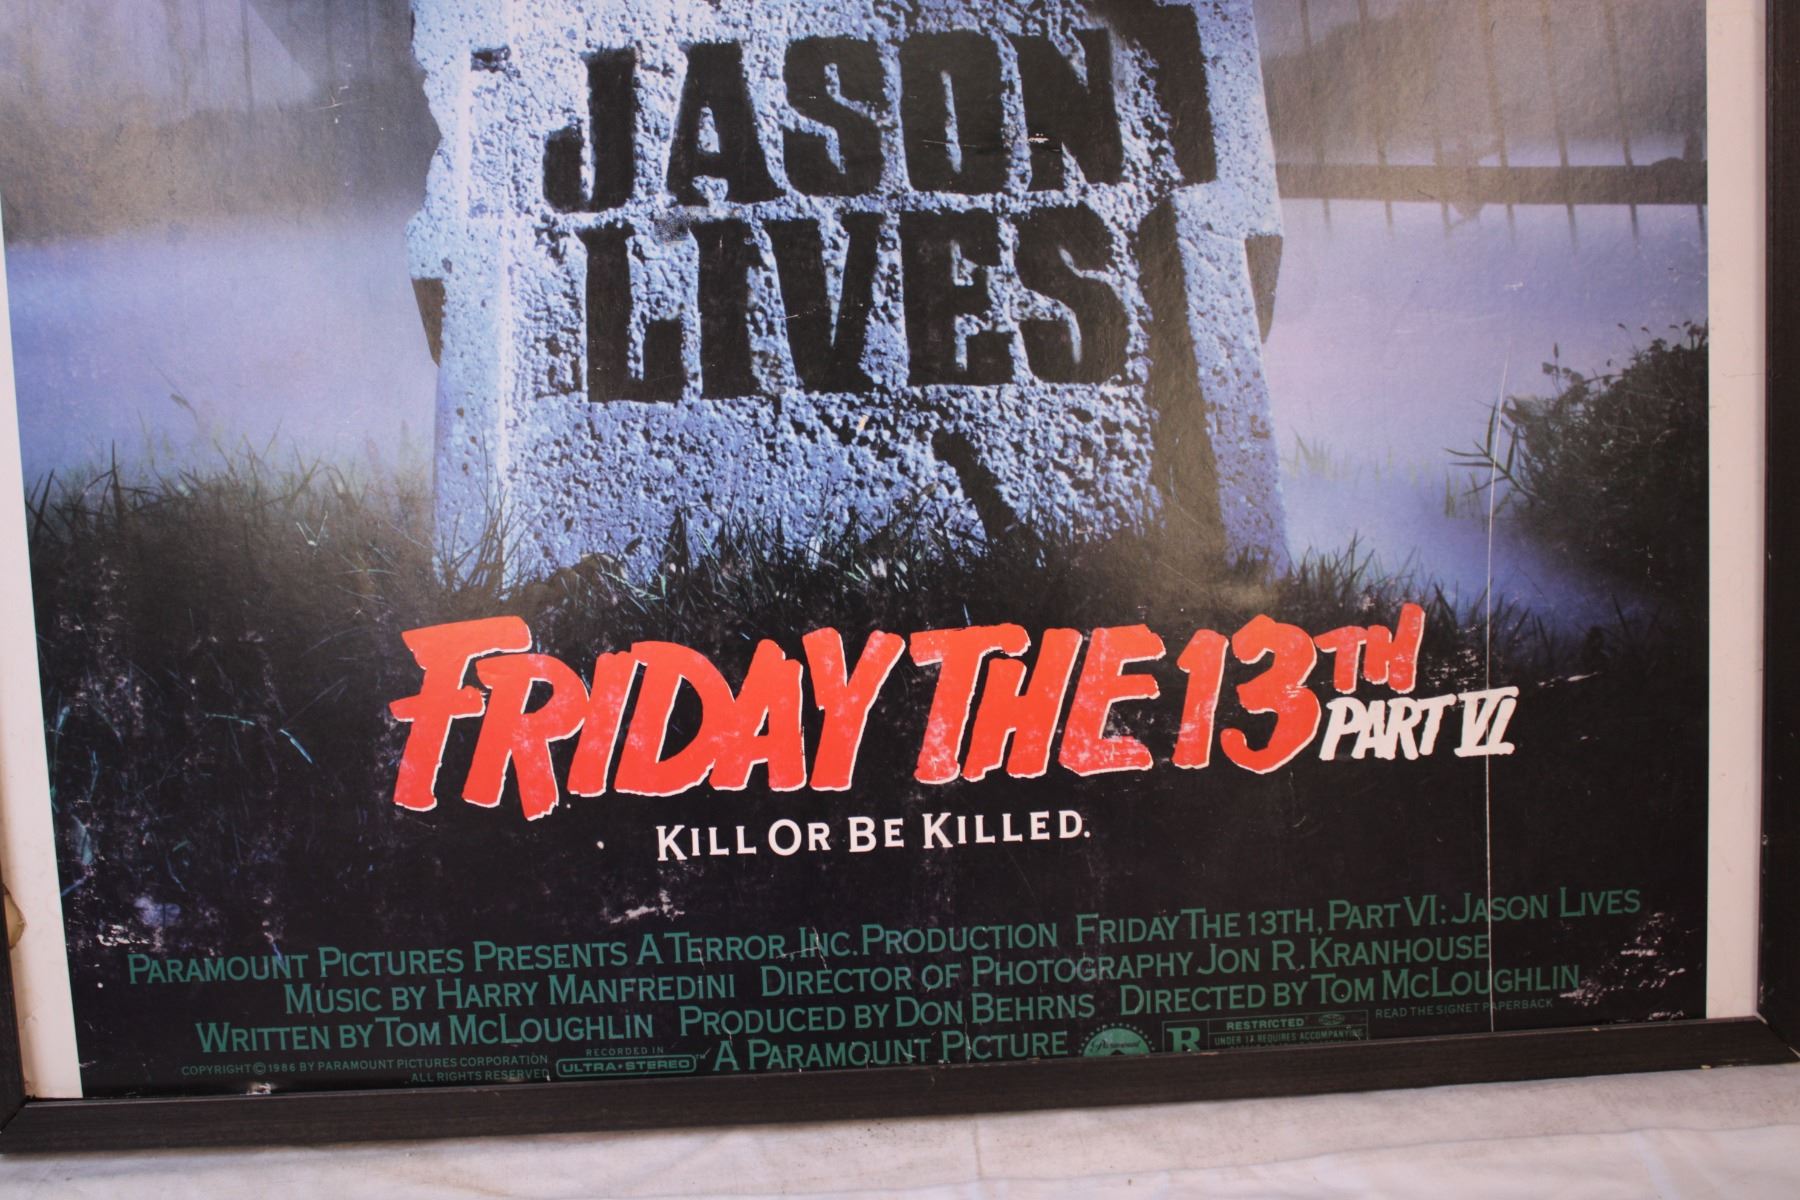 JASON
LIVES
FRIDAY THE 13TH
PART VI
KILL OR BE KILLED.
PARAMOUNT PICTURES PRESENTS A TERROR, INC. PRODUCTION FRIDAY THE 13TH, PART VI: JASON LIVES
MUSIC BY HARRY MANFREDINI DIRECTOR OF PHOTOGRAPHY JON R. KRANHOUSE
WRITTEN BY TOM MCLOUGHLIN PRODUCED BY DON BEHRNS DIRECTED BY TOM MCLOUGHLIN
READ THE SIGNET PAPERBACK
COPYRIGHT © 1986 BY PARAMOUNT PICTURES CORPORATION
ALL RIGHTS RESERVED
RECORDED IN
ULTRA★STEREO™
A PARAMOUNT PICTURE
Paramount
R
RESTRICTED
UNDER 17 REQUIRES ACCOMPANYING